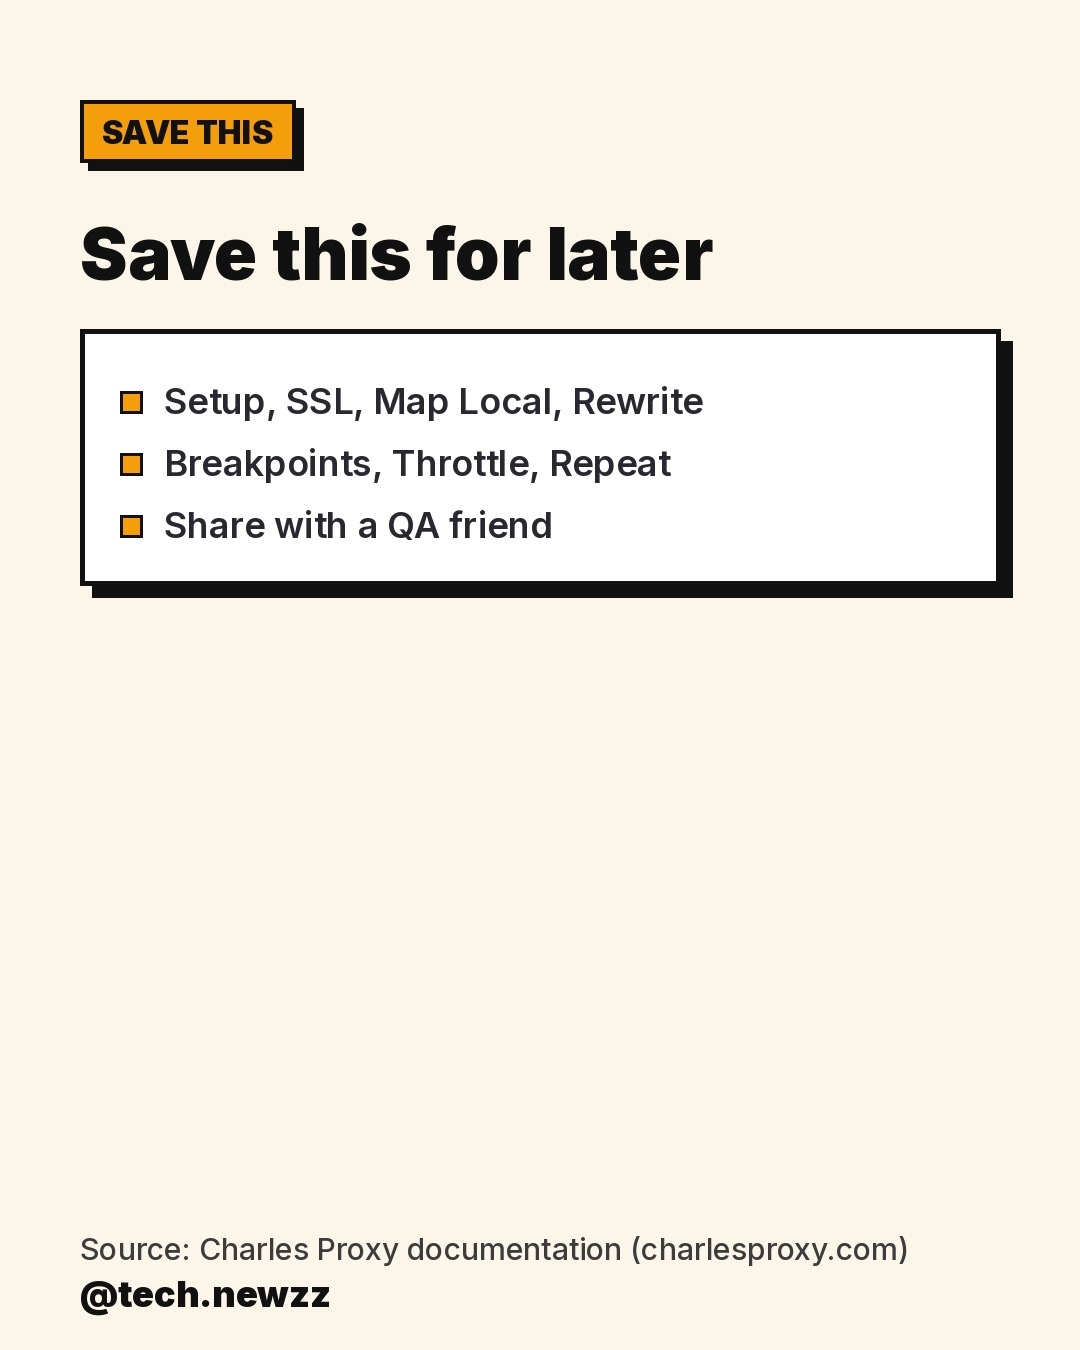 SAVE THIS
Save this for later
Setup, SSL, Map Local, Rewrite
Breakpoints, Throttle, Repeat
Share with a QA friend
Source: Charles Proxy documentation (charlesproxy.com)
@tech.newzz